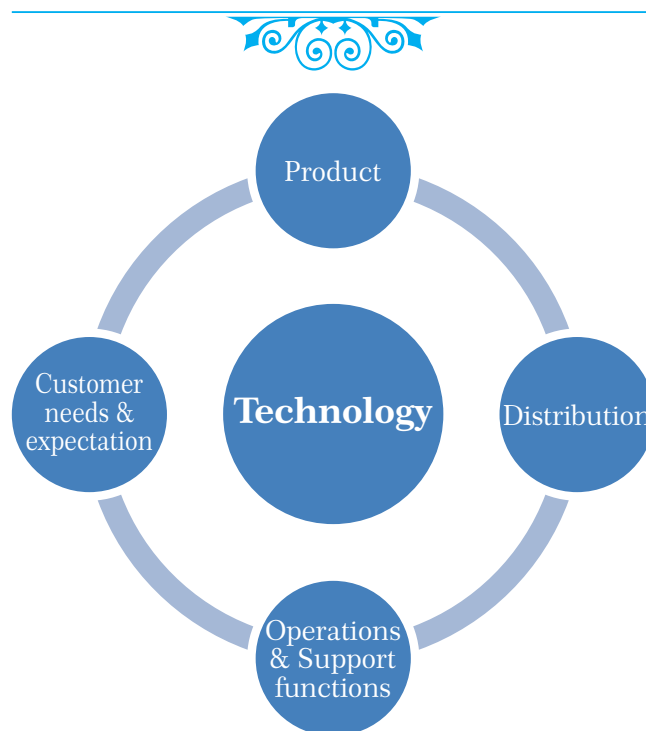 Product
Customer
needs &
expectation
Technology
Distribution
Operations
& Support
functions